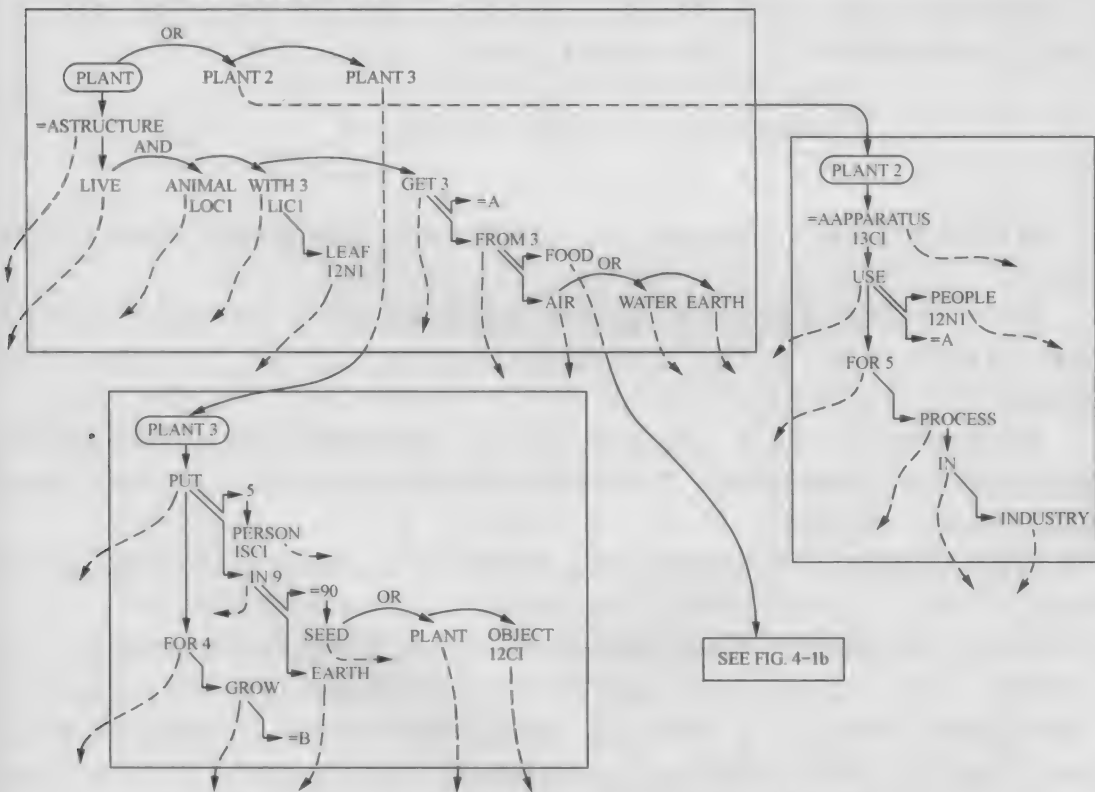 OR
PLANT PLANT 2 PLANT 3
=ASTRUCTURE
AND
LIVE ANIMAL WITH 3 GET 3
LOC1 LIC1 =A
LEAF FROM 3 FOOD
12N1 OR
AIR WATER EARTH
PLANT 2
=AAPPARATUS
13C1
USE
PEOPLE
12N1
=A
FOR 5
PROCESS
IN
INDUSTRY
PLANT 3
PUT
5
PERSON
ISC1
IN 9
=90
OR
SEED PLANT OBJECT
12C1
FOR 4
EARTH
GROW
=B
SEE FIG. 4-1b